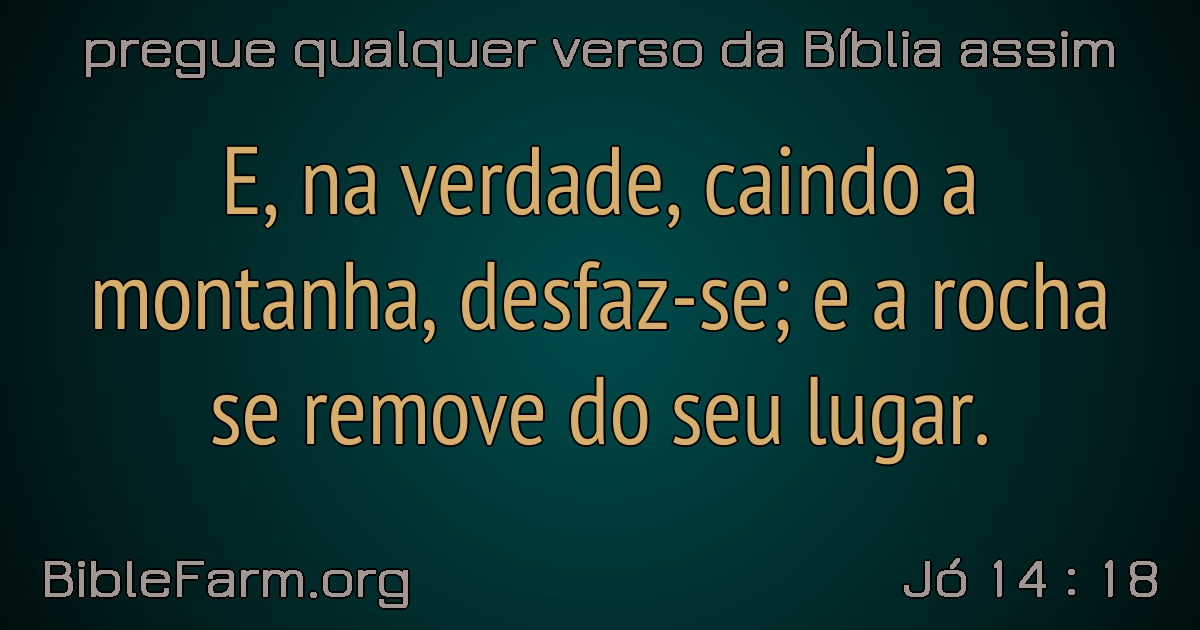 pregue qualquer verso da Bíblia assim
E, na verdade, caindo a
montanha, desfaz-se; e a rocha
se remove do seu lugar.
BibleFarm.org
Jó 14 : 18